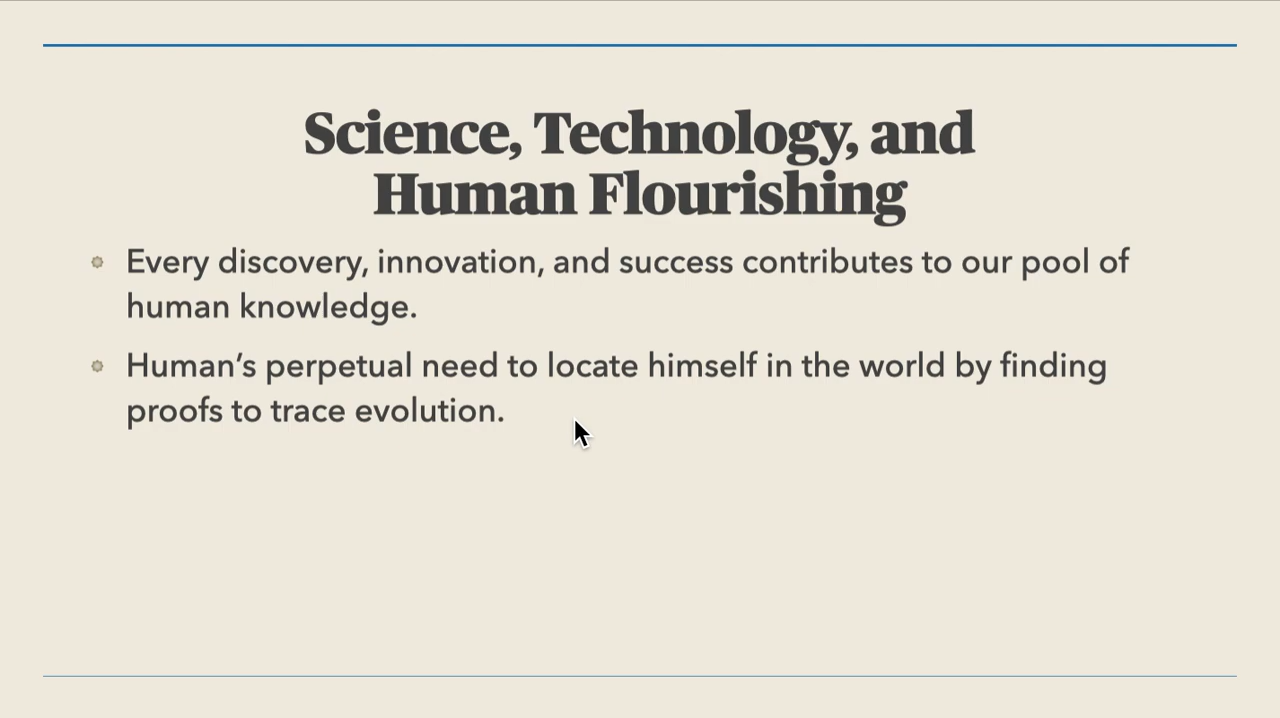 Science, Technology, and
Human Flourishing
Every discovery, innovation, and success contributes to our pool of
human knowledge.
Human’s perpetual need to locate himself in the world by finding
proofs to trace evolution.